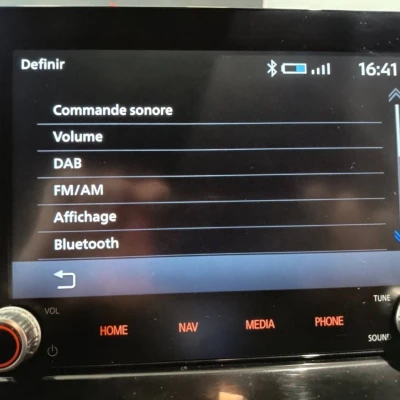 Definir
16:41
Commande sonore
Volume
DAB
FM/AM
Affichage
Bluetooth
VOL
HOME
NAV
MEDIA
PHONE
TUNE
SOUND